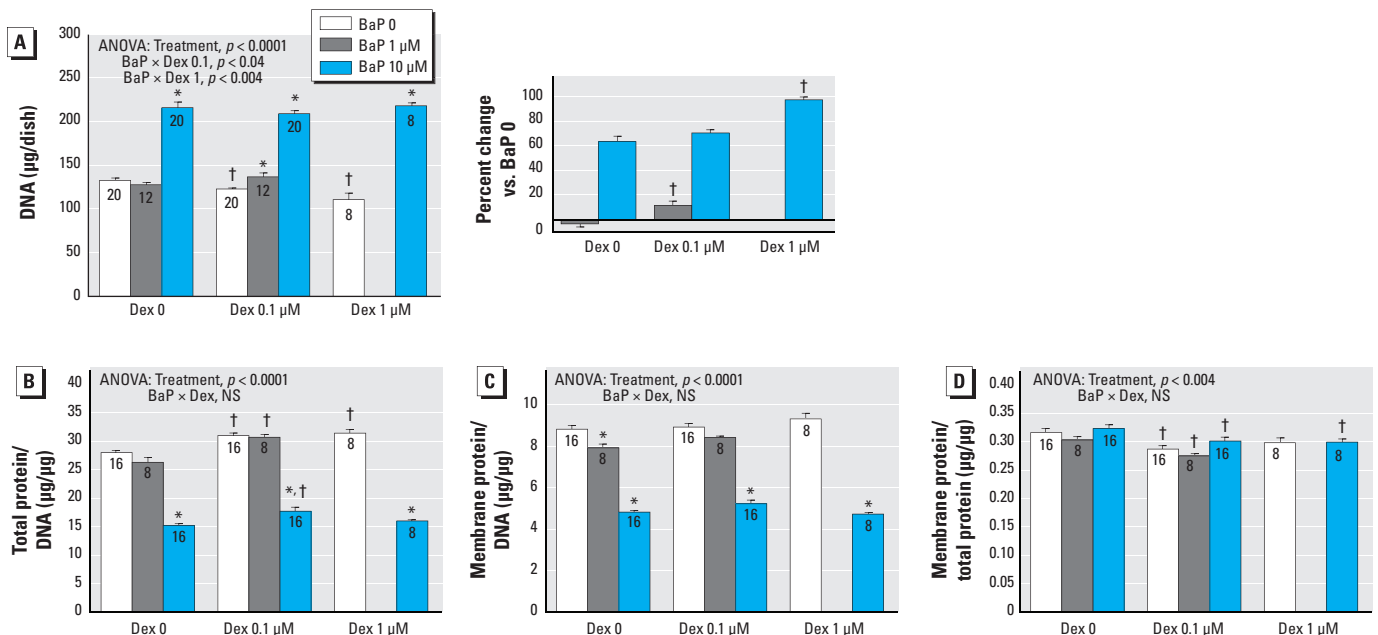 A
ANOVA: Treatment, p < 0.0001
BaP × Dex 0.1, p < 0.04
BaP × Dex 1, p < 0.004
BaP 0
BaP 1 µM
BaP 10 µM
DNA (µg/dish)
300
250
200
150
100
50
0
* * *
† * †
20 12 20 20 12 20 8 8
Dex 0 Dex 0.1 µM Dex 1 µM
Percent change
vs. BaP 0
100
80
60
40
20
0
† †
Dex 0 Dex 0.1 µM Dex 1 µM
B
ANOVA: Treatment, p < 0.0001
BaP × Dex, NS
Total protein/
DNA (µg/µg)
40
35
30
25
20
15
10
5
0
* † † *,† † *
16 8 16 16 8 16 8 8
Dex 0 Dex 0.1 µM Dex 1 µM
C
ANOVA: Treatment, p < 0.0001
BaP × Dex, NS
Membrane protein/
DNA (µg/µg)
10
8
6
4
2
0
* * * *
16 8 16 16 8 16 8 8
Dex 0 Dex 0.1 µM Dex 1 µM
D
ANOVA: Treatment, p < 0.004
BaP × Dex, NS
Membrane protein/
total protein (µg/µg)
0.40
0.35
0.30
0.25
0.20
0.15
0.10
0.05
0
† † † †
16 8 16 16 8 16 8 8
Dex 0 Dex 0.1 µM Dex 1 µM